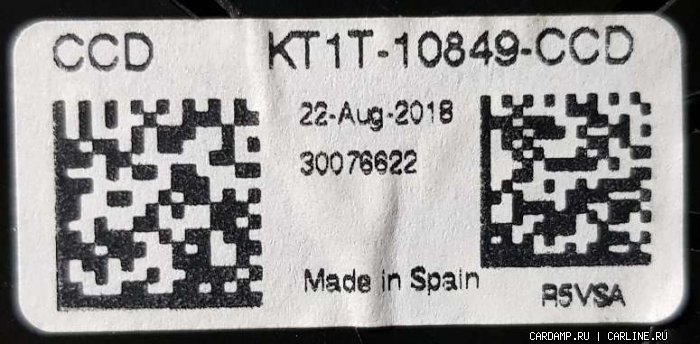 CCD KT1T-10849-CCD
22-Aug-2018
30076622
Made in Spain
R5VSA
CARDAMP.RU | CARLINE.RU